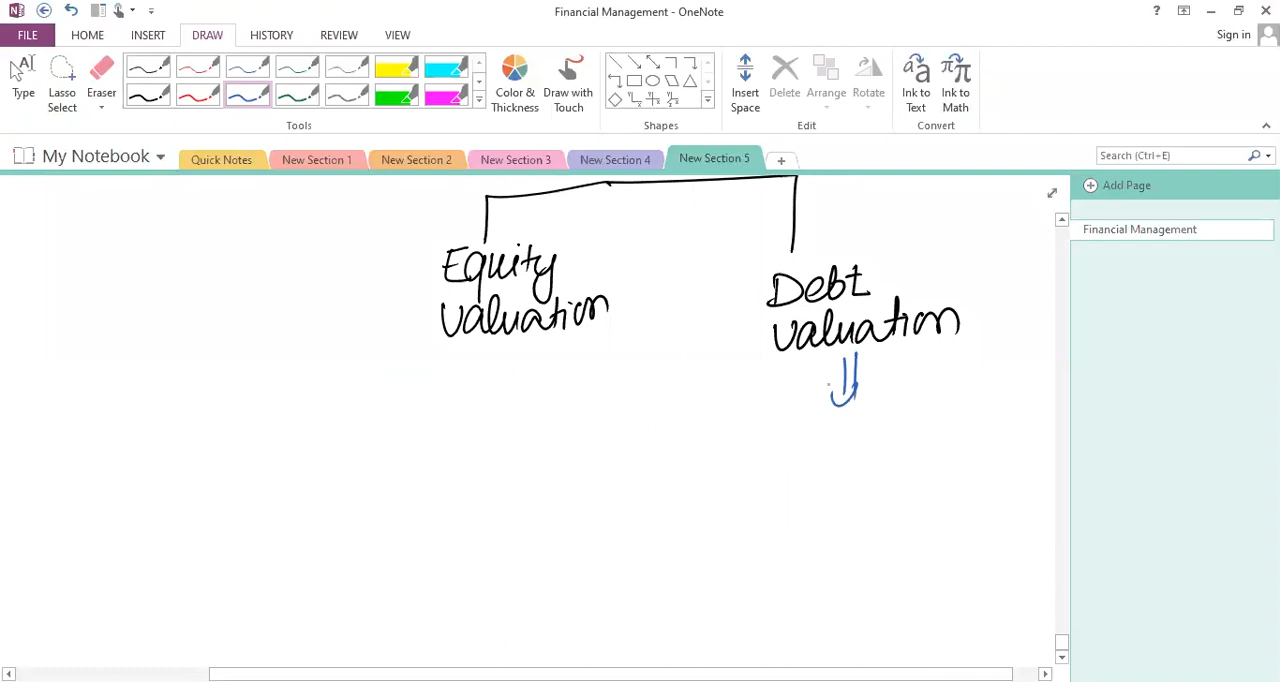 Financial Management - OneNote
?
FILE
HOME
INSERT
DRAW
HISTORY
REVIEW
VIEW
Sign in
Type
Lasso
Select
Eraser
Color &
Thickness
Draw with
Touch
Insert
Space
Delete
Arrange
Rotate
Ink to
Text
Ink to
Math
Tools
Shapes
Edit
Convert
My Notebook
Quick Notes
New Section 1
New Section 2
New Section 3
New Section 4
New Section 5
Search (Ctrl+E)
Add Page
Financial Management
Equity
valuation
Debt
valuation